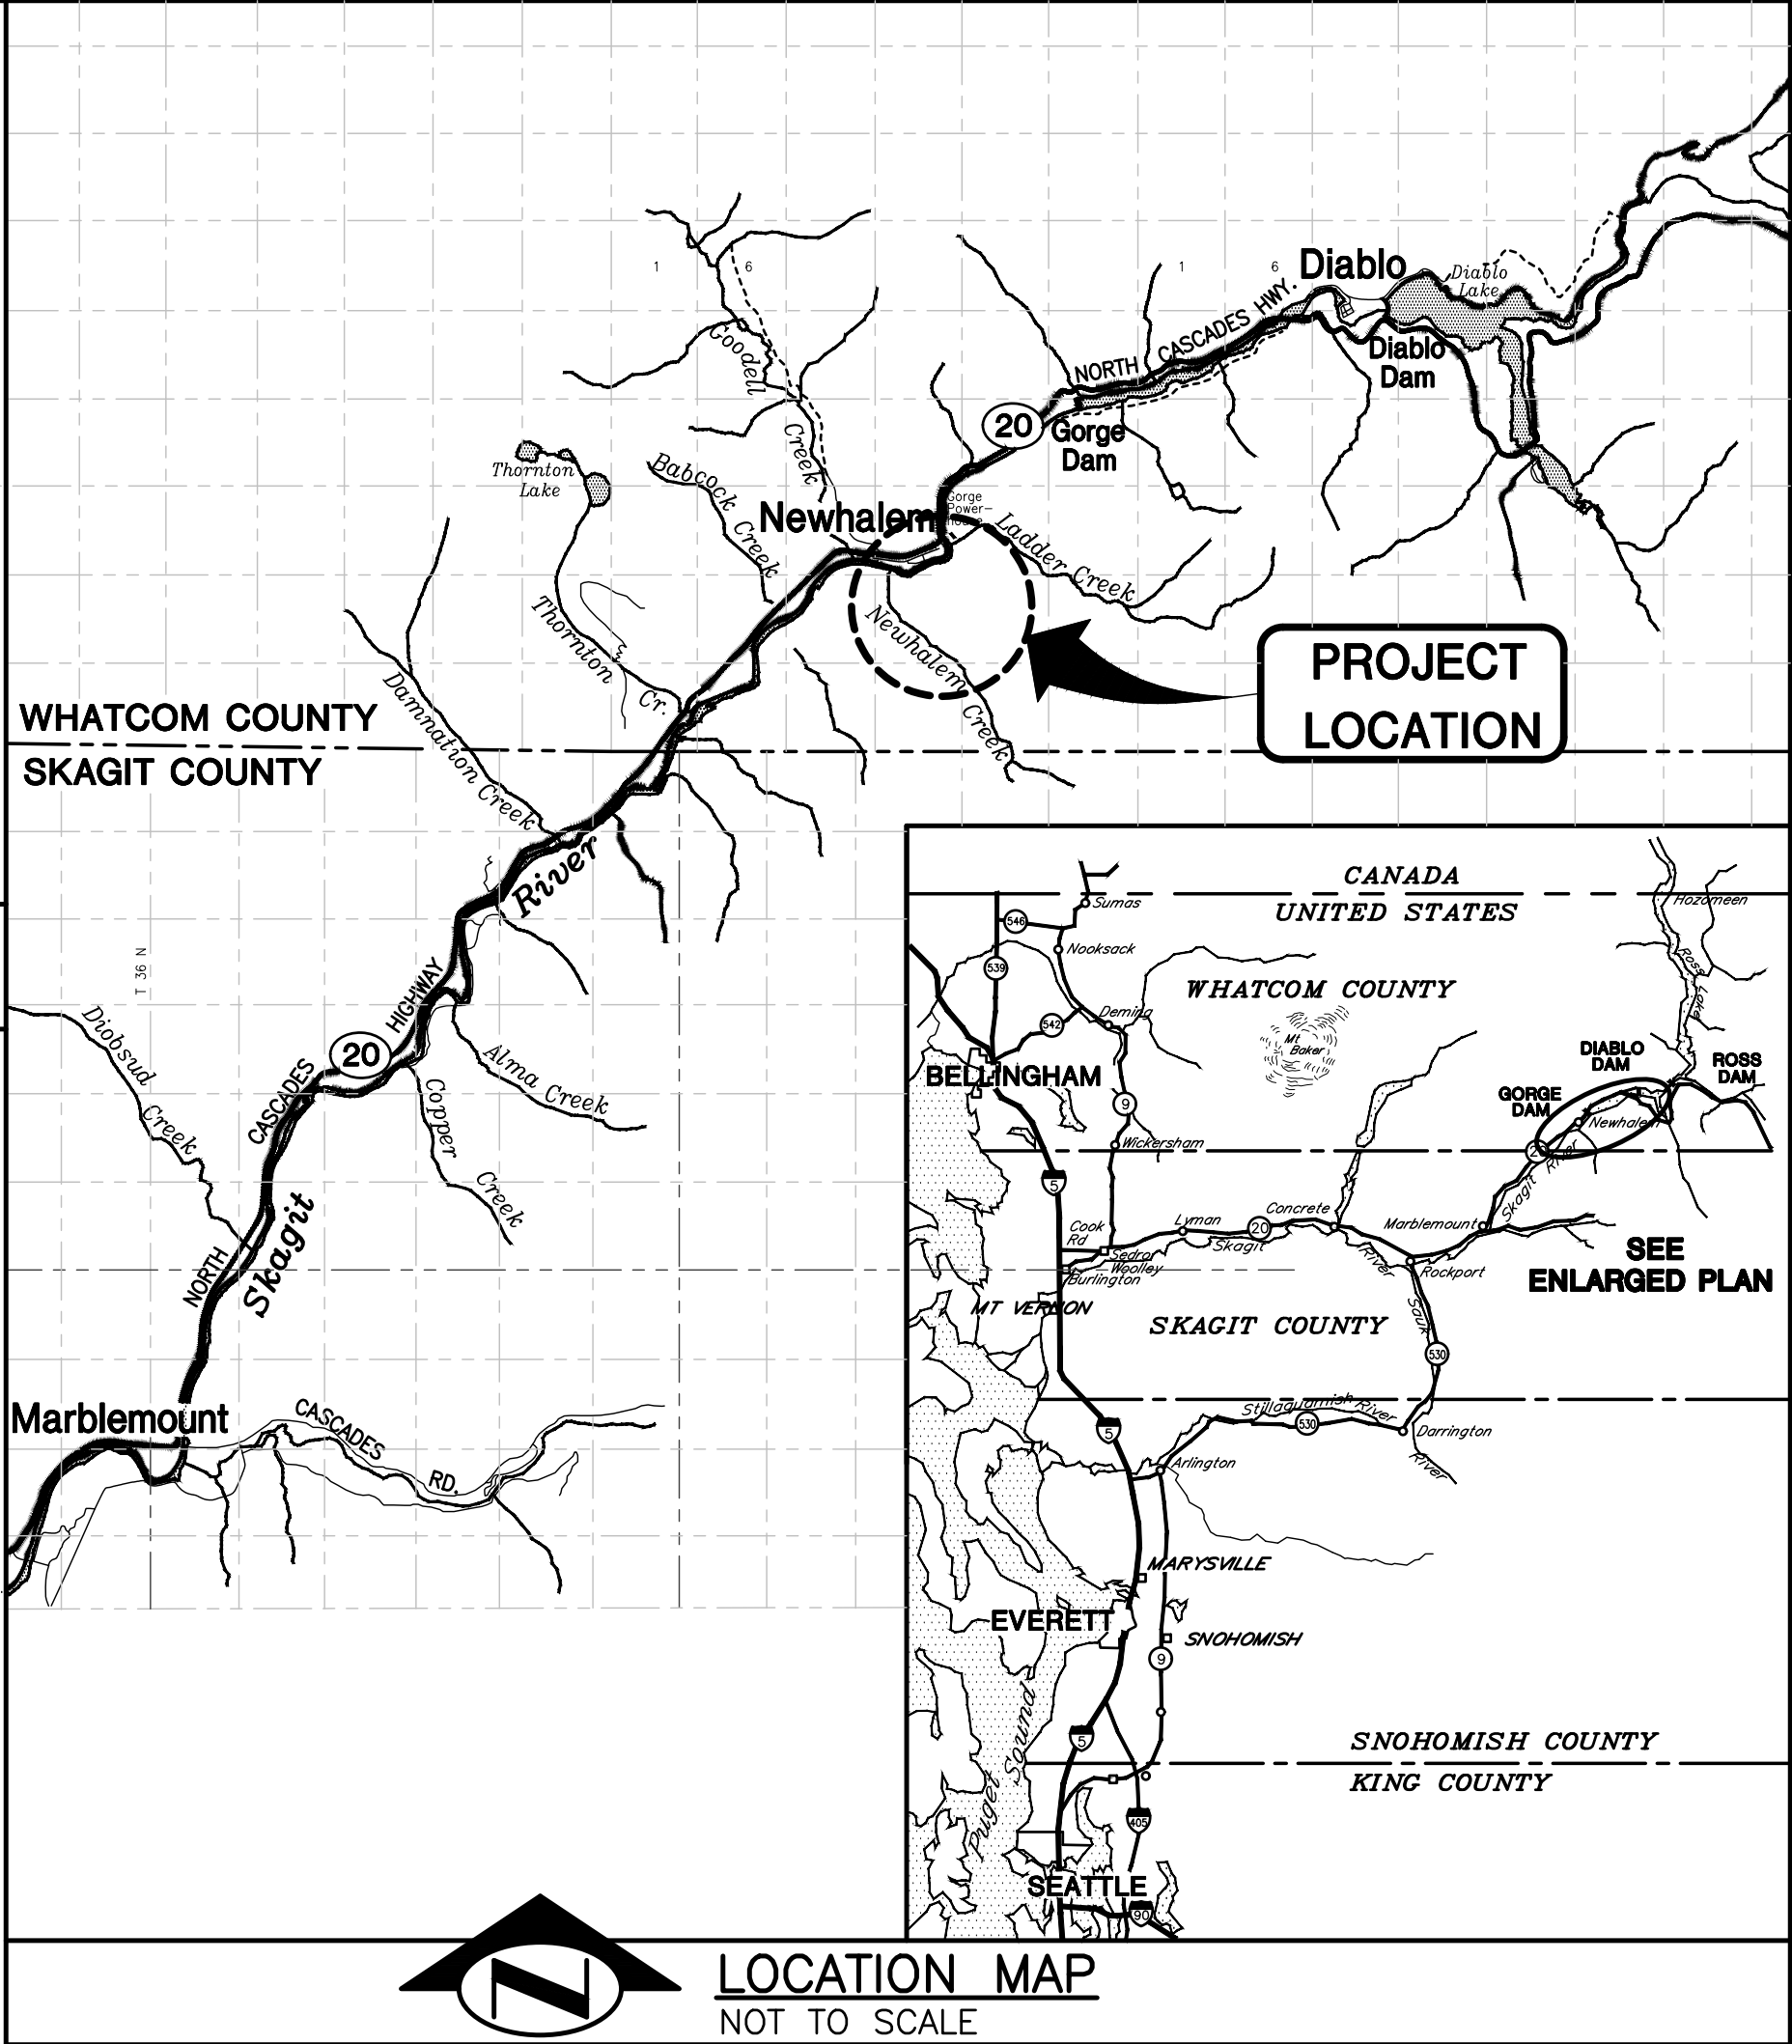 1
6
1
6
Diablo
Diablo
Lake
NORTH
CASCADES HWY.
Diablo
Dam
Goodell
Creek
20
Gorge
Dam
Thornton
Lake
Babcock
Creek
Newhalem
Gorge
Power-
Ladder Creek
Thornton
Cr.
Newhalem
Creek
PROJECT
LOCATION
Damnation Creek
WHATCOM COUNTY
SKAGIT COUNTY
River
T 36 N
HIGHWAY
20
CASCADES
Diobsud
Creek
Alma Creek
Copper
Creek
NORTH
Skagit
Marblemount
CASCADES
RD.
CANADA
UNITED STATES
Sumas
546
Nooksack
539
Hozomeen
Ross
Lake
WHATCOM COUNTY
542
Deming
Mt
Baker
DIABLO
DAM
ROSS
DAM
BELLINGHAM
9
GORGE
DAM
Newhalem
Wickersham
20
River
Skagit
5
Cook
Rd
Lyman
20
Concrete
Marblemount
Skagit
River
Sedro
Woolley
Burlington
Rockport
SEE
ENLARGED PLAN
MT VERNON
SKAGIT COUNTY
Sauk
530
5
Stillaguamish River
530
Darrington
River
Arlington
MARYSVILLE
EVERETT
SNOHOMISH
9
Puget Sound
5
SNOHOMISH COUNTY
KING COUNTY
405
SEATTLE
90
N
LOCATION MAP
NOT TO SCALE